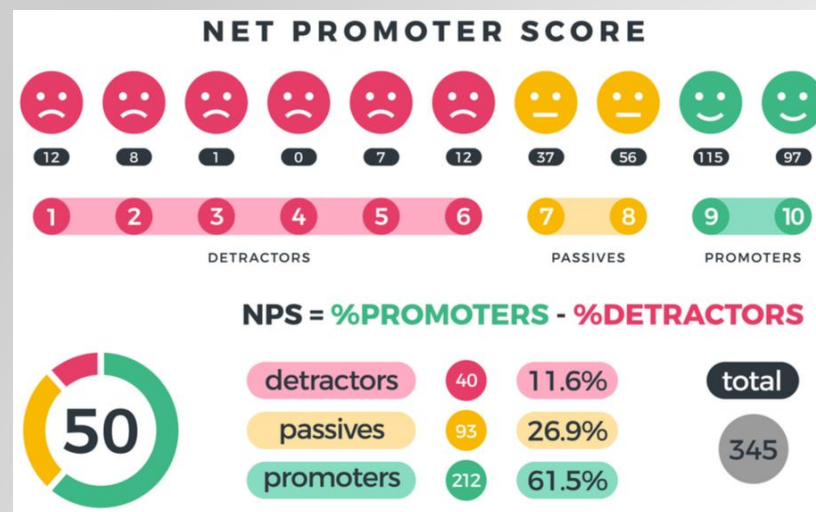 NET PROMOTER SCORE
12 8 1 0 7 12 37 56 115 97
1 2 3 4 5 6 7 8 9 10
DETRACTORS PASSIVES PROMOTERS
NPS = %PROMOTERS - %DETRACTORS
50
detractors 40 11.6% total
passives 93 26.9% 345
promoters 212 61.5%